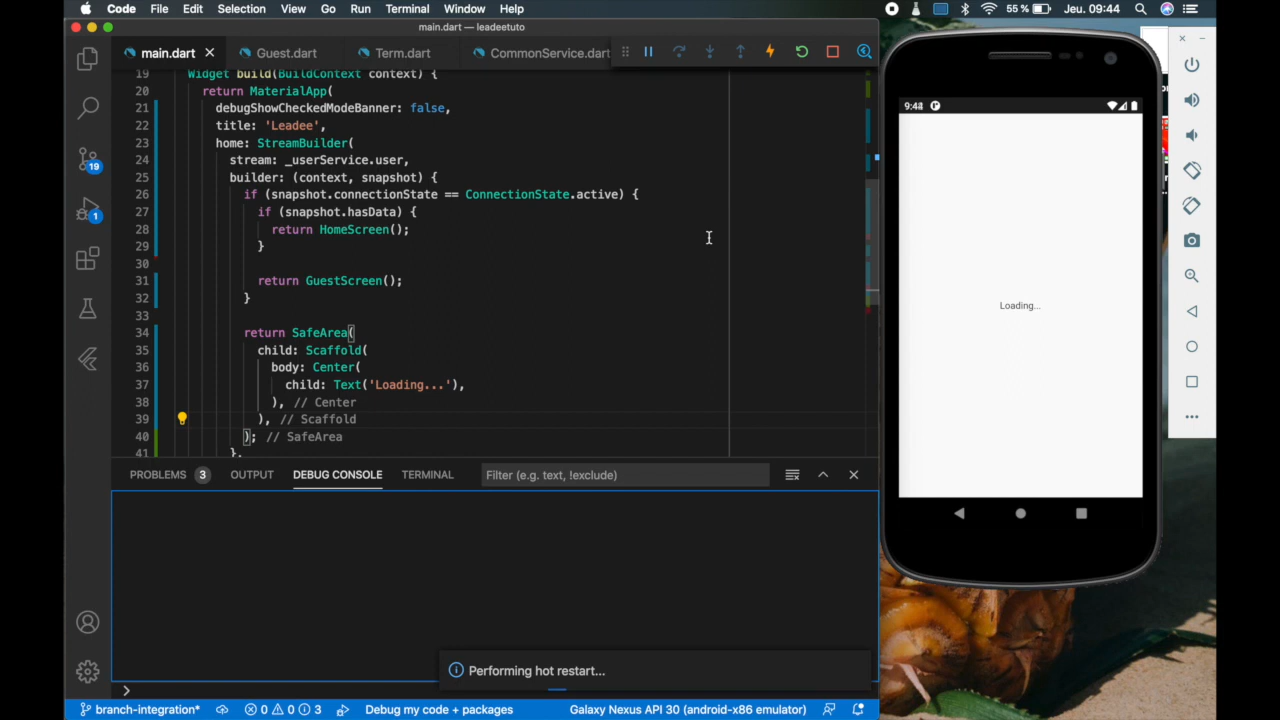 Code File Edit Selection View Go Run Terminal Window Help 55 % Jeu. 09:44
main.dart — leadeetuto
main.dart Guest.dart Term.dart CommonService.dart
19 Widget build(BuildContext context) {
20 return MaterialApp(
21 debugShowCheckedModeBanner: false,
22 title: 'Leadee',
23 home: StreamBuilder(
24 stream: _userService.user,
25 builder: (context, snapshot) {
26 if (snapshot.connectionState == ConnectionState.active) {
27 if (snapshot.hasData) {
28 return HomeScreen();
29 }
30
31 return GuestScreen();
32 }
33
34 return SafeArea(
35 child: Scaffold(
36 body: Center(
37 child: Text('Loading...'),
38 ), // Center
39 ), // Scaffold
40 ); // SafeArea
41 },
19
1
PROBLEMS 3 OUTPUT DEBUG CONSOLE TERMINAL Filter (e.g. text, !exclude)
Performing hot restart...
branch-integration* 0 0 3 Debug my code + packages Galaxy Nexus API 30 (android-x86 emulator)
9:44
Loading...